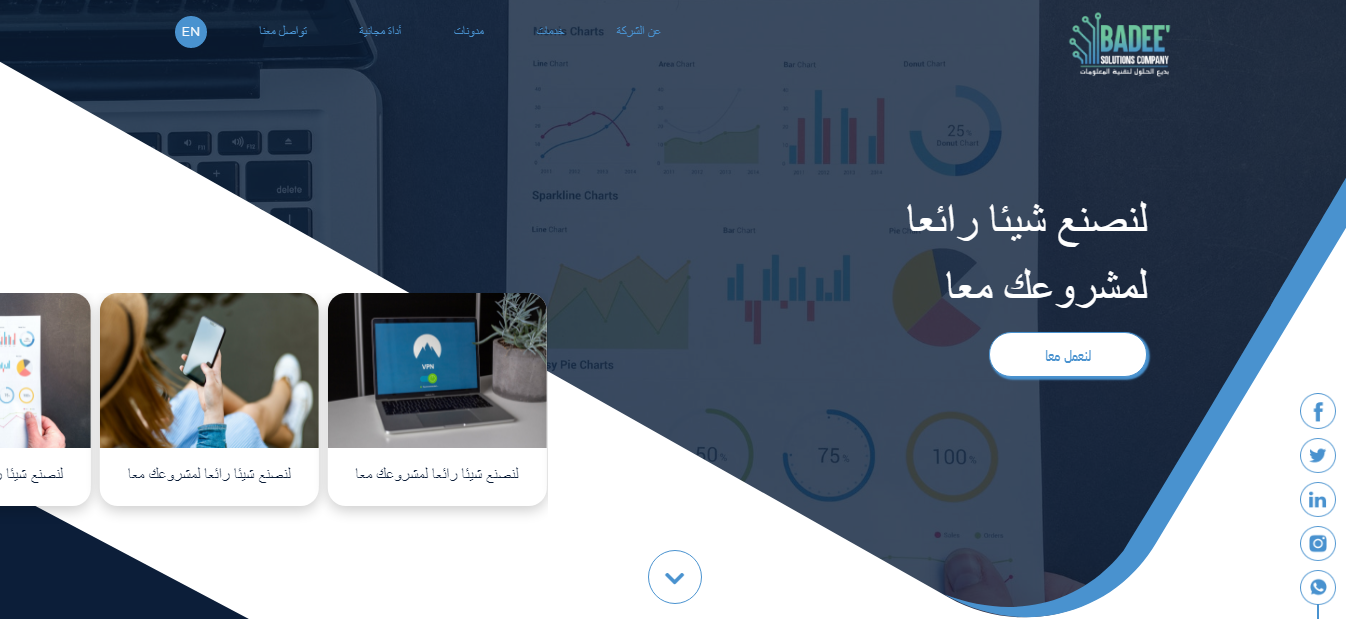 BADEE'
SOLUTIONS COMPANY
بديع الحلول لتقنية المعلومات
عن الشركة
خدمات
مدونات
أداة مجانية
تواصل معنا
EN
Charts
Line Chart
Area Chart
Bar Chart
Donut Chart
25%
Donut Chart
Sparkline Charts
Line Chart
Bar Chart
لنصنع شيئا رائعا
لمشروعك معا
لنعمل معا
Pie Charts
50%
75%
100%
delete
VPN
لنصنع شيئا رائعا لمشروعك معا
لنصنع شيئا رائعا لمشروعك معا
لنصنع شيئا